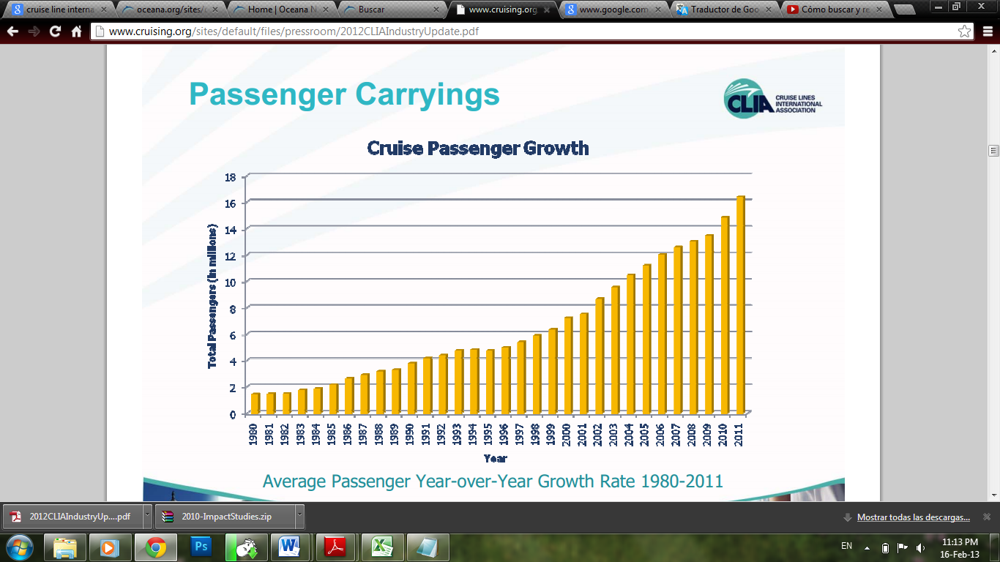 cruise line interna
oceana.org/sites/
Home | Oceana N
Buscar
www.cruising.org
www.google.com
Traductor de Goo
Cómo buscar y re
www.cruising.org/sites/default/files/pressroom/2012CLIAIndustryUpdate.pdf
Passenger Carryings
CLIA
CRUISE LINES
INTERNATIONAL
ASSOCIATION
Cruise Passenger Growth
Total Passengers (in millions)
18
16
14
12
10
8
6
4
2
0
1980 1981 1982 1983 1984 1985 1986 1987 1988 1989 1990 1991 1992 1993 1994 1995 1996 1997 1998 1999 2000 2001 2002 2003 2004 2005 2006 2007 2008 2009 2010 2011
Year
Average Passenger Year-over-Year Growth Rate 1980-2011
2012CLIAIndustryUp....pdf
2010-ImpactStudies.zip
Mostrar todas las descargas...
Ps
EN
11:13 PM
16-Feb-13